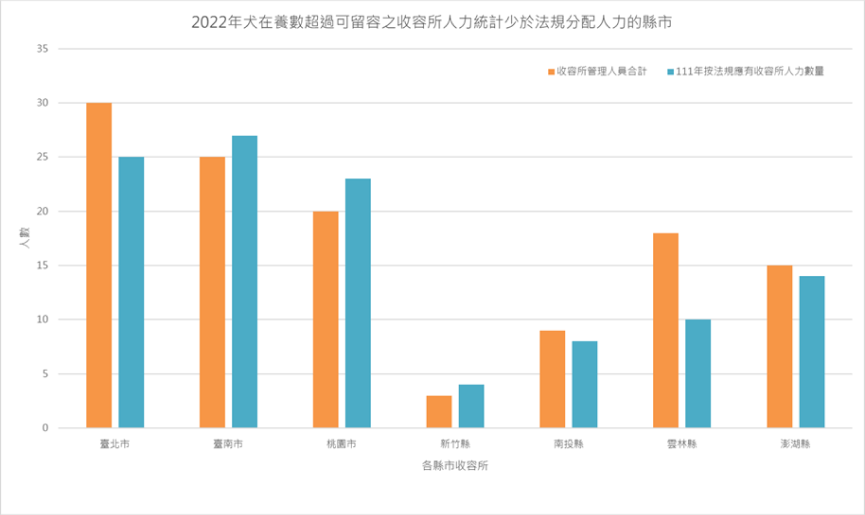 2022年犬在養數超過可留容之收容所人力統計少於法規分配人力的縣市
收容所管理人員合計 111年按法規應有收容所人力數量
35
30
25
20
15
10
5
0
人數
臺北市 臺南市 桃園市 新竹縣 南投縣 雲林縣 澎湖縣
各縣市收容所